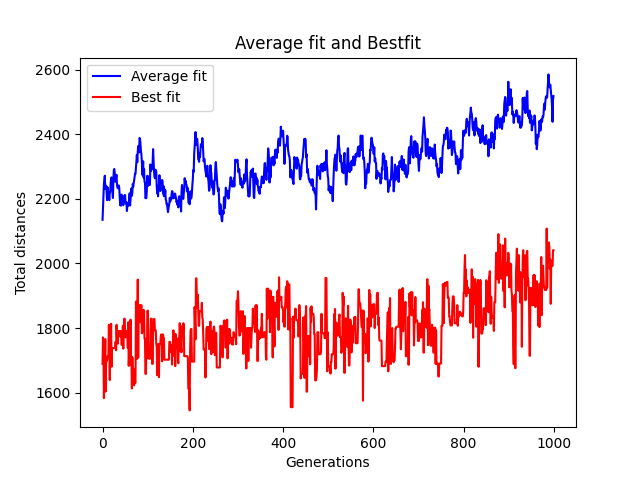 Average fit and Bestfit
Average fit
Best fit
Total distances
2600
2400
2200
2000
1800
1600
0
200
400
600
800
1000
Generations